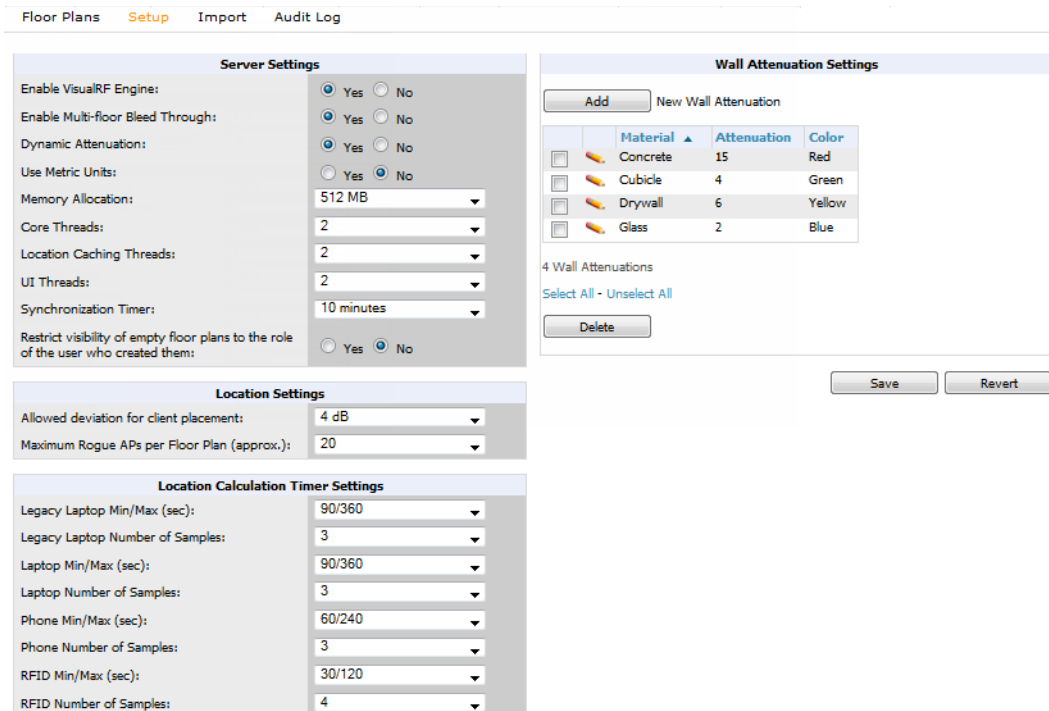 Floor Plans Setup Import Audit Log
Server Settings
Enable VisualRF Engine: Yes No
Enable Multi-floor Bleed Through: Yes No
Dynamic Attenuation: Yes No
Use Metric Units: Yes No
Memory Allocation: 512 MB
Core Threads: 2
Location Caching Threads: 2
UI Threads: 2
Synchronization Timer: 10 minutes
Restrict visibility of empty floor plans to the role
of the user who created them: Yes No
Location Settings
Allowed deviation for client placement: 4 dB
Maximum Rogue APs per Floor Plan (approx.): 20
Location Calculation Timer Settings
Legacy Laptop Min/Max (sec): 90/360
Legacy Laptop Number of Samples: 3
Laptop Min/Max (sec): 90/360
Laptop Number of Samples: 3
Phone Min/Max (sec): 60/240
Phone Number of Samples: 3
RFID Min/Max (sec): 30/120
RFID Number of Samples: 4
Wall Attenuation Settings
Add New Wall Attenuation
Material Attenuation Color
Concrete 15 Red
Cubicle 4 Green
Drywall 6 Yellow
Glass 2 Blue
4 Wall Attenuations
Select All - Unselect All
Delete
Save Revert